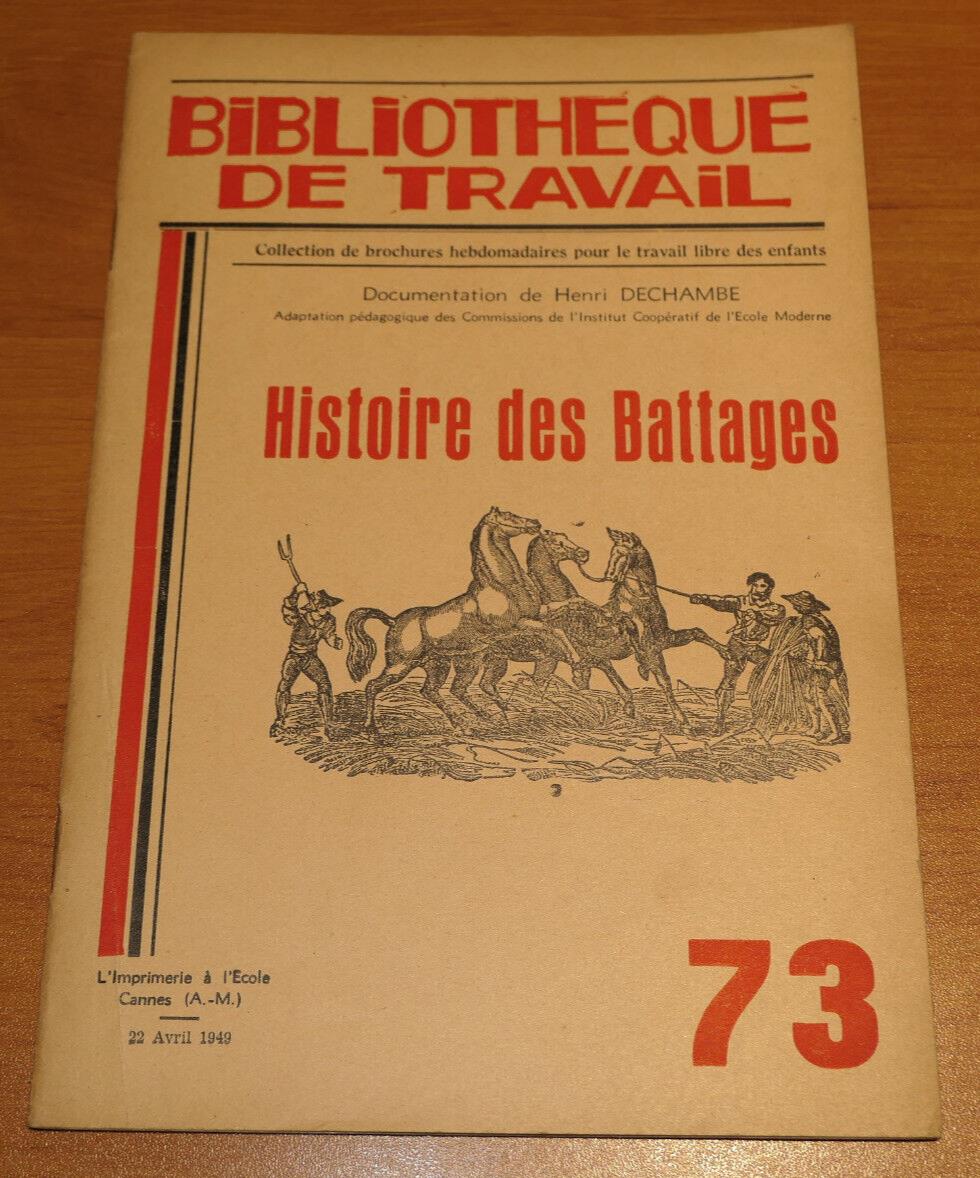 BiBLiOTHEQUE
DE TRAVAiL
Collection de brochures hebdomadaires pour le travail libre des enfants
Documentation de Henri DECHAMBE
Adaptation pédagogique des Commissions de l'Institut Coopératif de l'Ecole Moderne
Histoire des Battages
L'Imprimerie à l'Ecole
Cannes (A.-M.)
22 Avril 1949
73